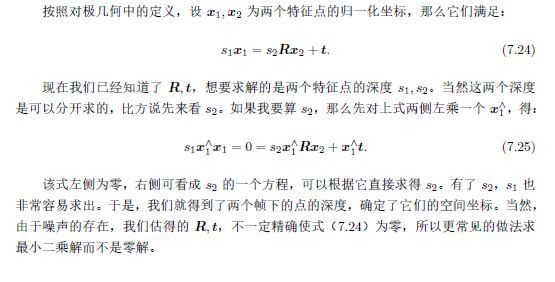 按照对极几何中的定义，设 x₁, x₂ 为两个特征点的归一化坐标，那么它们满足：
s₁x₁ = s₂Rx₂ + t. (7.24)
现在我们已经知道了 R, t，想要求解的是两个特征点的深度 s₁, s₂。当然这两个深度
是可以分开求的，比方说先来看 s₂。如果我要算 s₂，那么先对上式两侧左乘一个 x₁^，得：
s₁x₁^x₁ = 0 = s₂x₁^Rx₂ + x₁^t. (7.25)
该式左侧为零，右侧可看成 s₂ 的一个方程，可以根据它直接求得 s₂。有了 s₂，s₁ 也
非常容易求出。于是，我们就得到了两个帧下的点的深度，确定了它们的空间坐标。当然，
由于噪声的存在，我们估得的 R, t，不一定精确使式（7.24）为零，所以更常见的做法求
最小二乘解而不是零解。